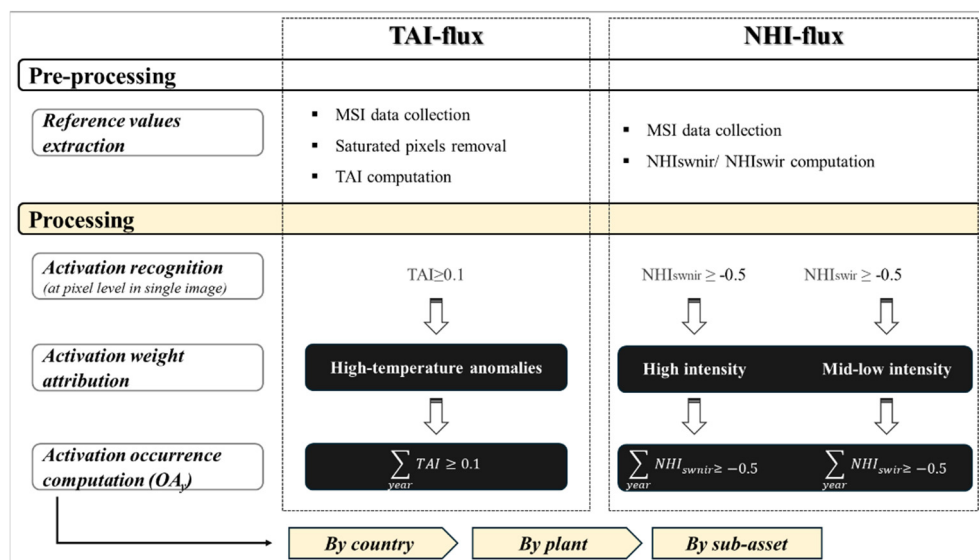 TAI-flux
NHI-flux
Pre-processing
Reference values
extraction
▪ MSI data collection
▪ Saturated pixels removal
▪ TAI computation
▪ MSI data collection
▪ NHIswnir/ NHIswir computation
Processing
Activation recognition
(at pixel level in single image)
TAI≥0.1
NHIswnir ≥ -0.5
NHIswir ≥ -0.5
Activation weight
attribution
High-temperature anomalies
High intensity
Mid-low intensity
Activation occurrence
computation (OAy)
∑ TAI ≥ 0.1
year
∑ NHIswnir ≥ −0.5
year
∑ NHIswir ≥ −0.5
year
By country
By plant
By sub-asset